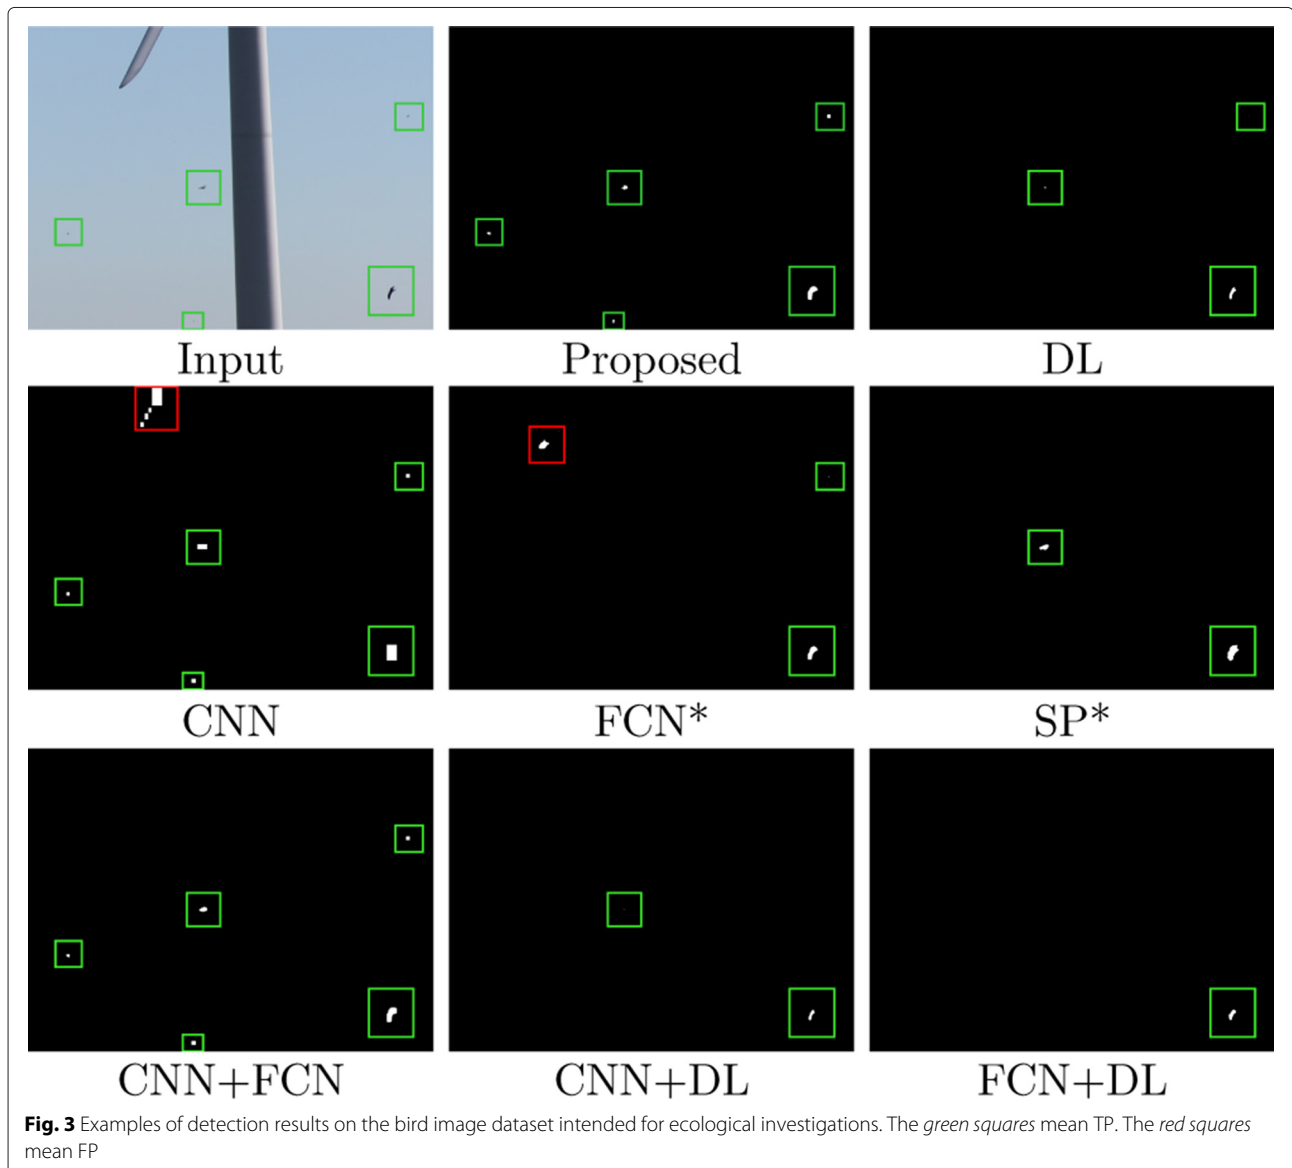 Input
Proposed
DL
CNN
FCN*
SP*
CNN+FCN
CNN+DL
FCN+DL
Fig. 3 Examples of detection results on the bird image dataset intended for ecological investigations. The green squares mean TP. The red squares
mean FP